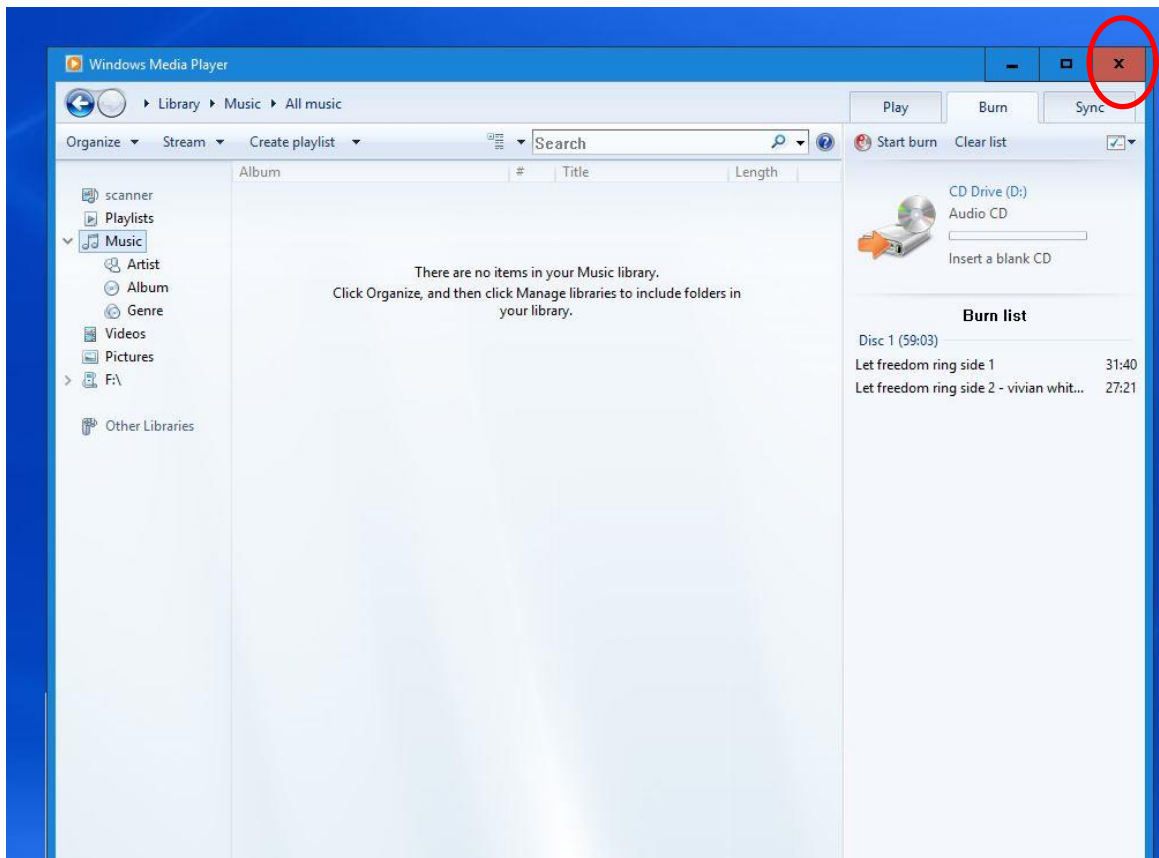 Windows Media Player
x
Library Music All music
Play Burn Sync
Organize Stream Create playlist Search Start burn Clear list
Album # Title Length
scanner
Playlists
Music
Artist
Album
Genre
Videos
Pictures
F:\
Other Libraries
There are no items in your Music library.
Click Organize, and then click Manage libraries to include folders in
your library.
CD Drive (D:)
Audio CD
Insert a blank CD
Burn list
Disc 1 (59:03)
Let freedom ring side 1 31:40
Let freedom ring side 2 - vivian whit... 27:21